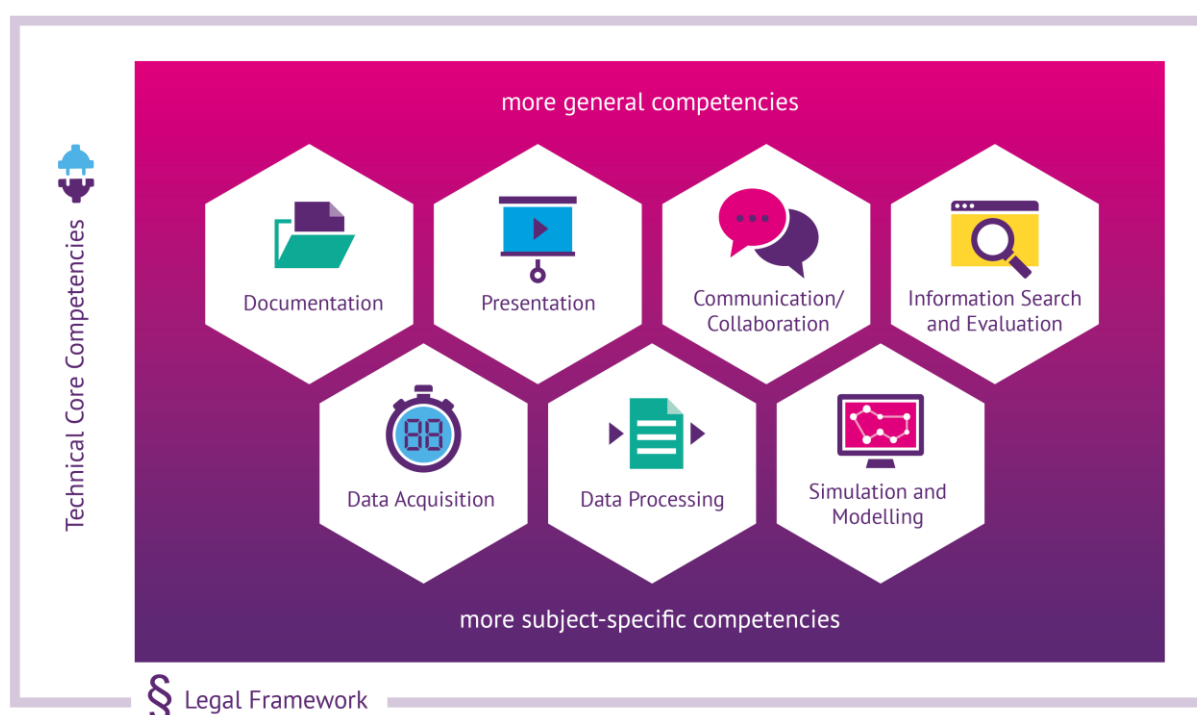 more general competencies
Documentation
Presentation
Communication/
Collaboration
Information Search
and Evaluation
Technical Core Competencies
88
Data Acquisition
Data Processing
Simulation and
Modelling
more subject-specific competencies
§ Legal Framework